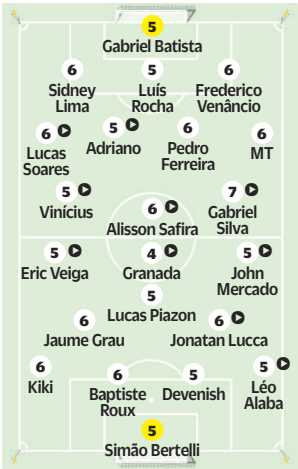 5
Gabriel Batista
6 5 6
Sidney Lima
Luís Rocha
Frederico Venâncio
6 5 6 6
Lucas Soares
Adriano
Pedro Ferreira
MT
5 6 7
Vinícius
Alisson Safira
Gabriel Silva
5 4 5
Eric Veiga
Granada
John Mercado
5
Lucas Piazon
6 6
Jaume Grau
Jonatan Lucca
6 6 5 5
Kiki
Baptiste Roux
Devenish
Léo Alaba
5
Simão Bertelli